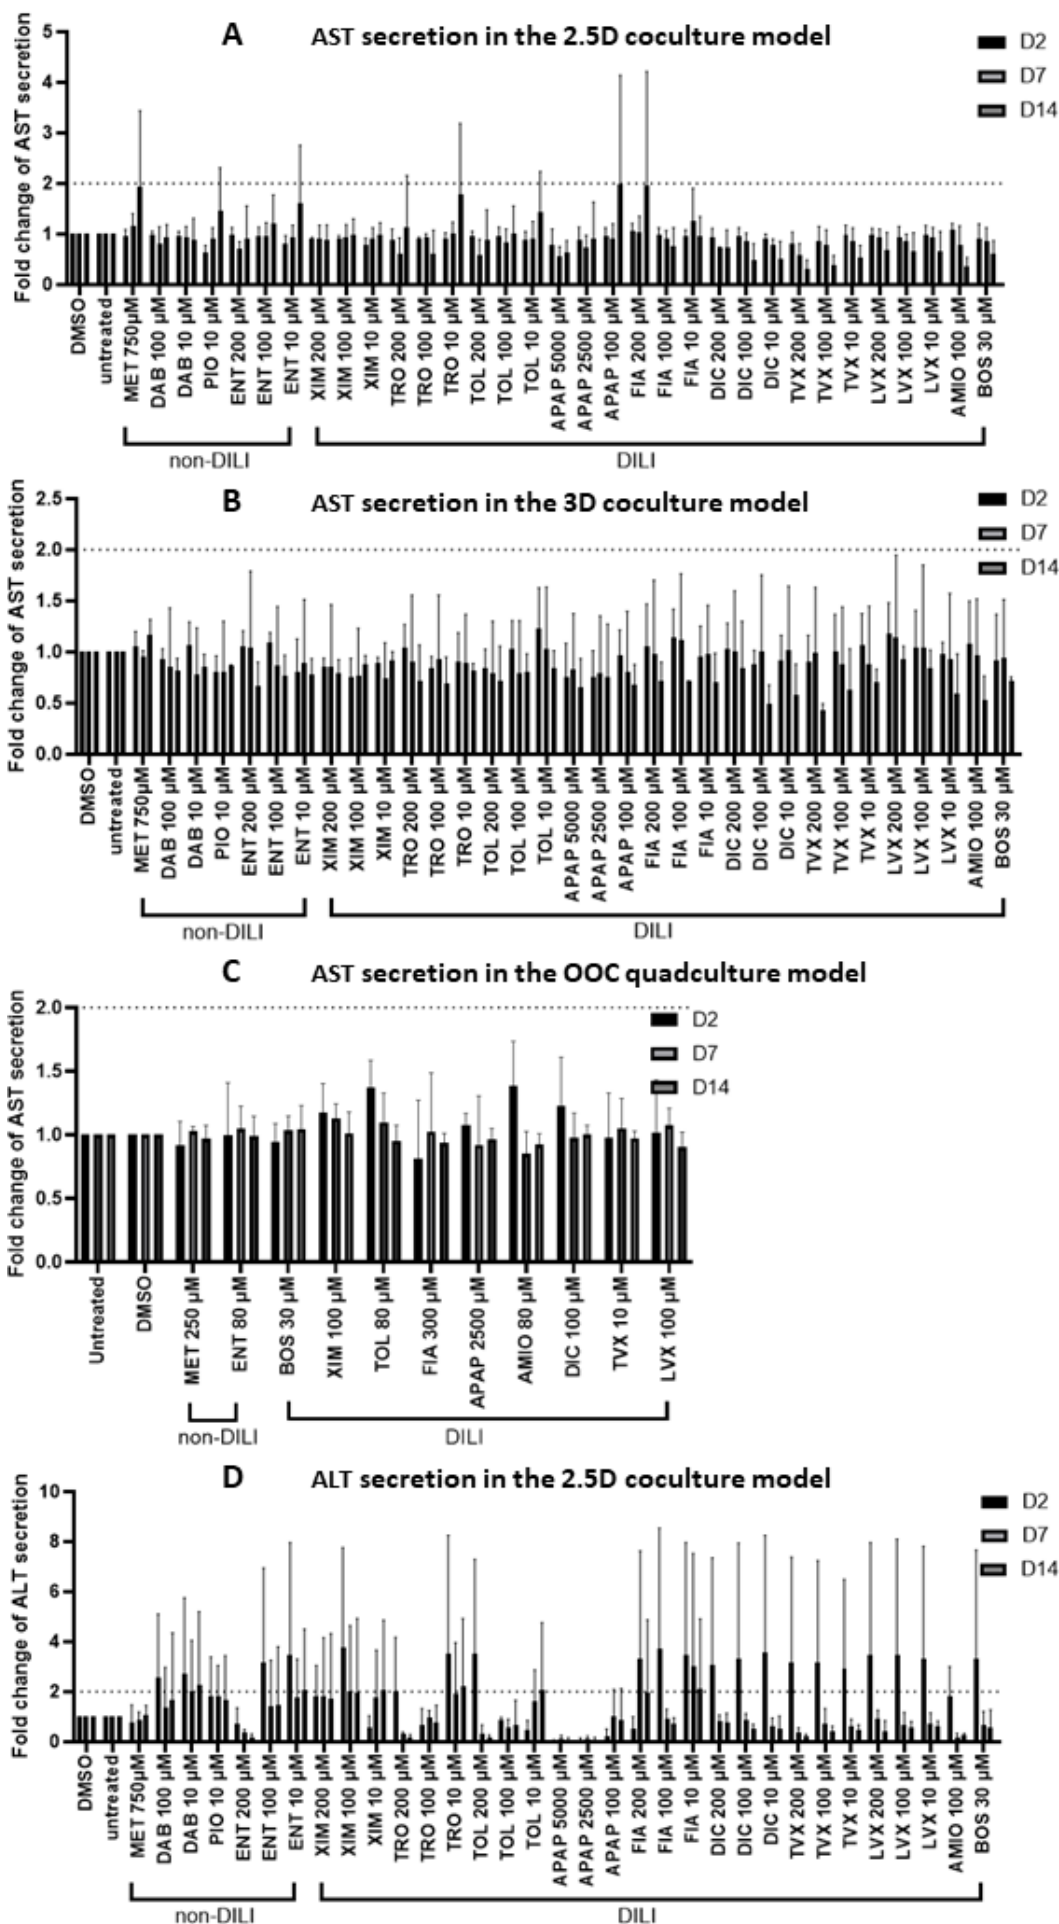 A AST secretion in the 2.5D coculture model
Fold change of AST secretion
5
4
3
2
1
0
D2
D7
D14
DMSO
untreated
MET 750µM
DAB 100 µM
DAB 10 µM
PIO 10 µM
ENT 200 µM
ENT 100 µM
ENT 10 µM
XIM 200 µM
XIM 100 µM
XIM 10 µM
TRO 200 µM
TRO 100 µM
TRO 10 µM
TOL 200 µM
TOL 100 µM
TOL 10 µM
APAP 5000 µM
APAP 2500 µM
APAP 100 µM
FIA 200 µM
FIA 100 µM
FIA 10 µM
DIC 200 µM
DIC 100 µM
DIC 10 µM
TVX 200 µM
TVX 100 µM
TVX 10 µM
LVX 200 µM
LVX 100 µM
LVX 10 µM
AMIO 100 µM
BOS 30 µM
non-DILI
DILI
B AST secretion in the 3D coculture model
Fold change of AST secretion
2.5
2.0
1.5
1.0
0.5
0.0
D2
D7
D14
DMSO
untreated
MET 750µM
DAB 100 µM
DAB 10 µM
PIO 10 µM
ENT 200 µM
ENT 100 µM
ENT 10 µM
XIM 200 µM
XIM 100 µM
XIM 10 µM
TRO 200 µM
TRO 100 µM
TRO 10 µM
TOL 200 µM
TOL 100 µM
TOL 10 µM
APAP 5000 µM
APAP 2500 µM
APAP 100 µM
FIA 200 µM
FIA 100 µM
FIA 10 µM
DIC 200 µM
DIC 100 µM
DIC 10 µM
TVX 200 µM
TVX 100 µM
TVX 10 µM
LVX 200 µM
LVX 100 µM
LVX 10 µM
AMIO 100 µM
BOS 30 µM
non-DILI
DILI
C AST secretion in the OOC quadculture model
Fold change of AST secretion
2.0
1.5
1.0
0.5
0.0
D2
D7
D14
Untreated
DMSO
MET 250 µM
ENT 80 µM
BOS 30 µM
XIM 100 µM
TOL 80 µM
FIA 300 µM
APAP 2500 µM
AMIO 80 µM
DIC 100 µM
TVX 10 µM
LVX 100 µM
non-DILI
DILI
D ALT secretion in the 2.5D coculture model
Fold change of ALT secretion
10
8
6
4
2
0
D2
D7
D14
DMSO
untreated
MET 750µM
DAB 100 µM
DAB 10 µM
PIO 10 µM
ENT 200 µM
ENT 100 µM
ENT 10 µM
XIM 200 µM
XIM 100 µM
XIM 10 µM
TRO 200 µM
TRO 100 µM
TRO 10 µM
TOL 200 µM
TOL 100 µM
TOL 10 µM
APAP 5000 µM
APAP 2500 µM
APAP 100 µM
FIA 200 µM
FIA 100 µM
FIA 10 µM
DIC 200 µM
DIC 100 µM
DIC 10 µM
TVX 200 µM
TVX 100 µM
TVX 10 µM
LVX 200 µM
LVX 100 µM
LVX 10 µM
AMIO 100 µM
BOS 30 µM
non-DILI
DILI